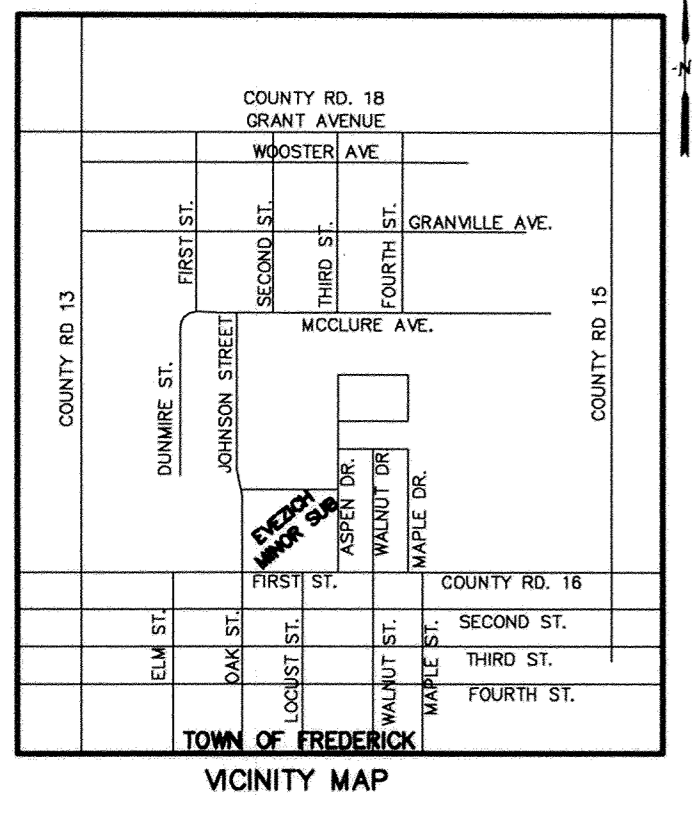 -N
COUNTY RD. 18
GRANT AVENUE
WOOSTER AVE
FIRST ST.
SECOND ST.
THIRD ST.
FOURTH ST.
GRANVILLE AVE.
COUNTY RD 13
COUNTY RD 15
MCCLURE AVE.
DUNMIRE ST.
JOHNSON STREET
EVEZICH
MINOR SUB
ASPEN DR.
WALNUT DR.
MAPLE DR.
FIRST ST.
COUNTY RD. 16
ELM ST.
OAK ST.
LOCUST ST.
WALNUT ST.
MAPLE ST.
SECOND ST.
THIRD ST.
FOURTH ST.
TOWN OF FREDERICK
VICINITY MAP